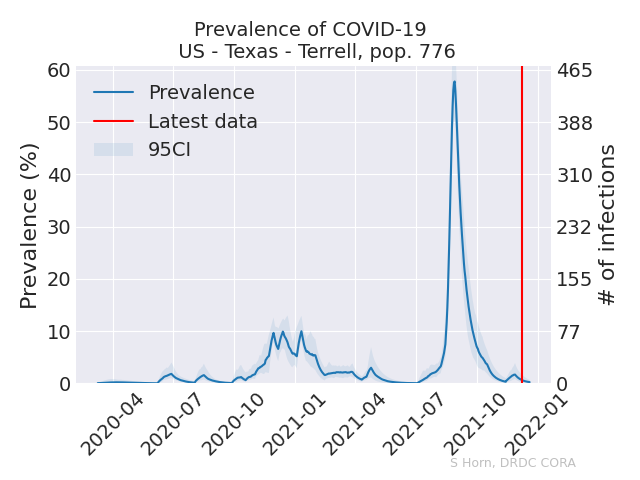 Prevalence of COVID-19
US - Texas - Terrell, pop. 776
Prevalence
Latest data
95CI
Prevalence (%)
60
50
40
30
20
10
0
465
388
310
232
155
77
0
# of infections
2020-04
2020-07
2020-10
2021-01
2021-04
2021-07
2021-10
2022-01
S Horn, DRDC CORA